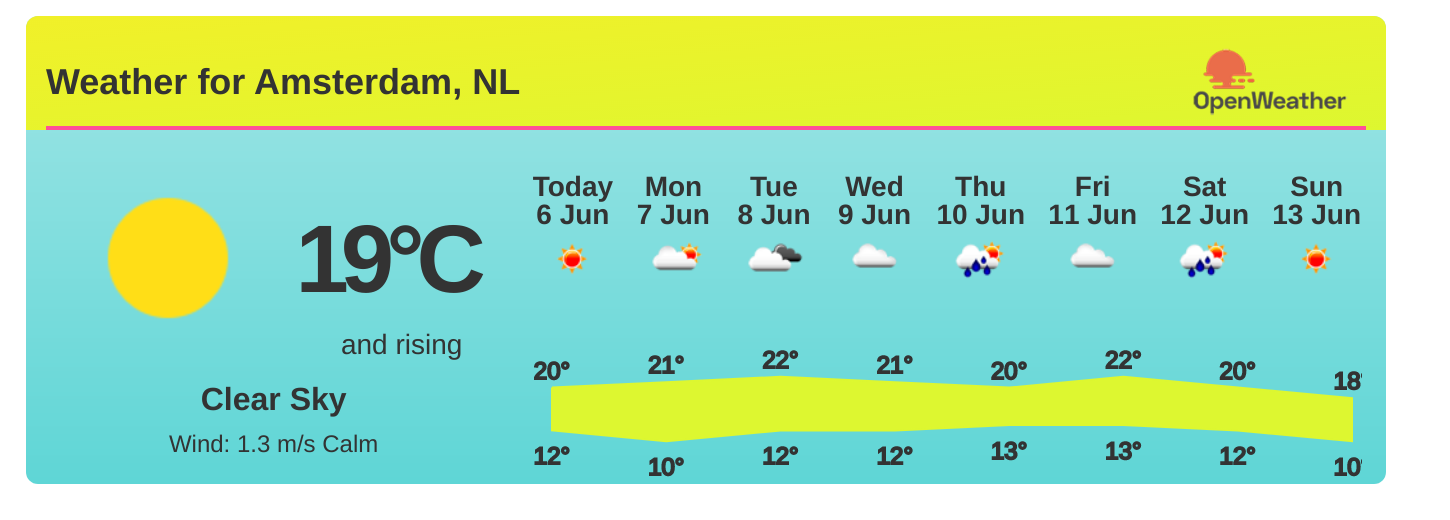 Weather for Amsterdam, NL
OpenWeather
19°C
and rising
Clear Sky
Wind: 1.3 m/s Calm
Today Mon Tue Wed Thu Fri Sat Sun
6 Jun 7 Jun 8 Jun 9 Jun 10 Jun 11 Jun 12 Jun 13 Jun
20° 21° 22° 21° 20° 22° 20° 18°
12° 10° 12° 12° 13° 13° 12° 10°